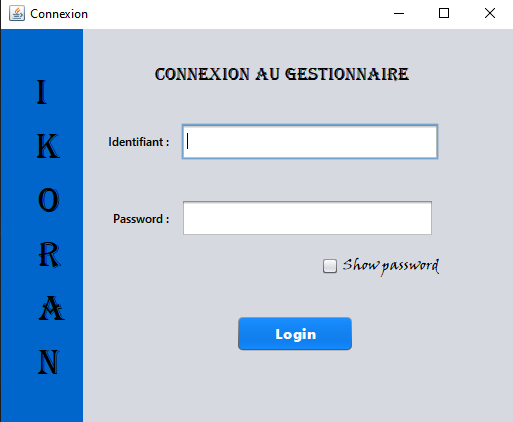 Connexion
CONNEXION AU GESTIONNAIRE
Identifiant :
Password :
Show password
Login
I
K
O
R
A
N